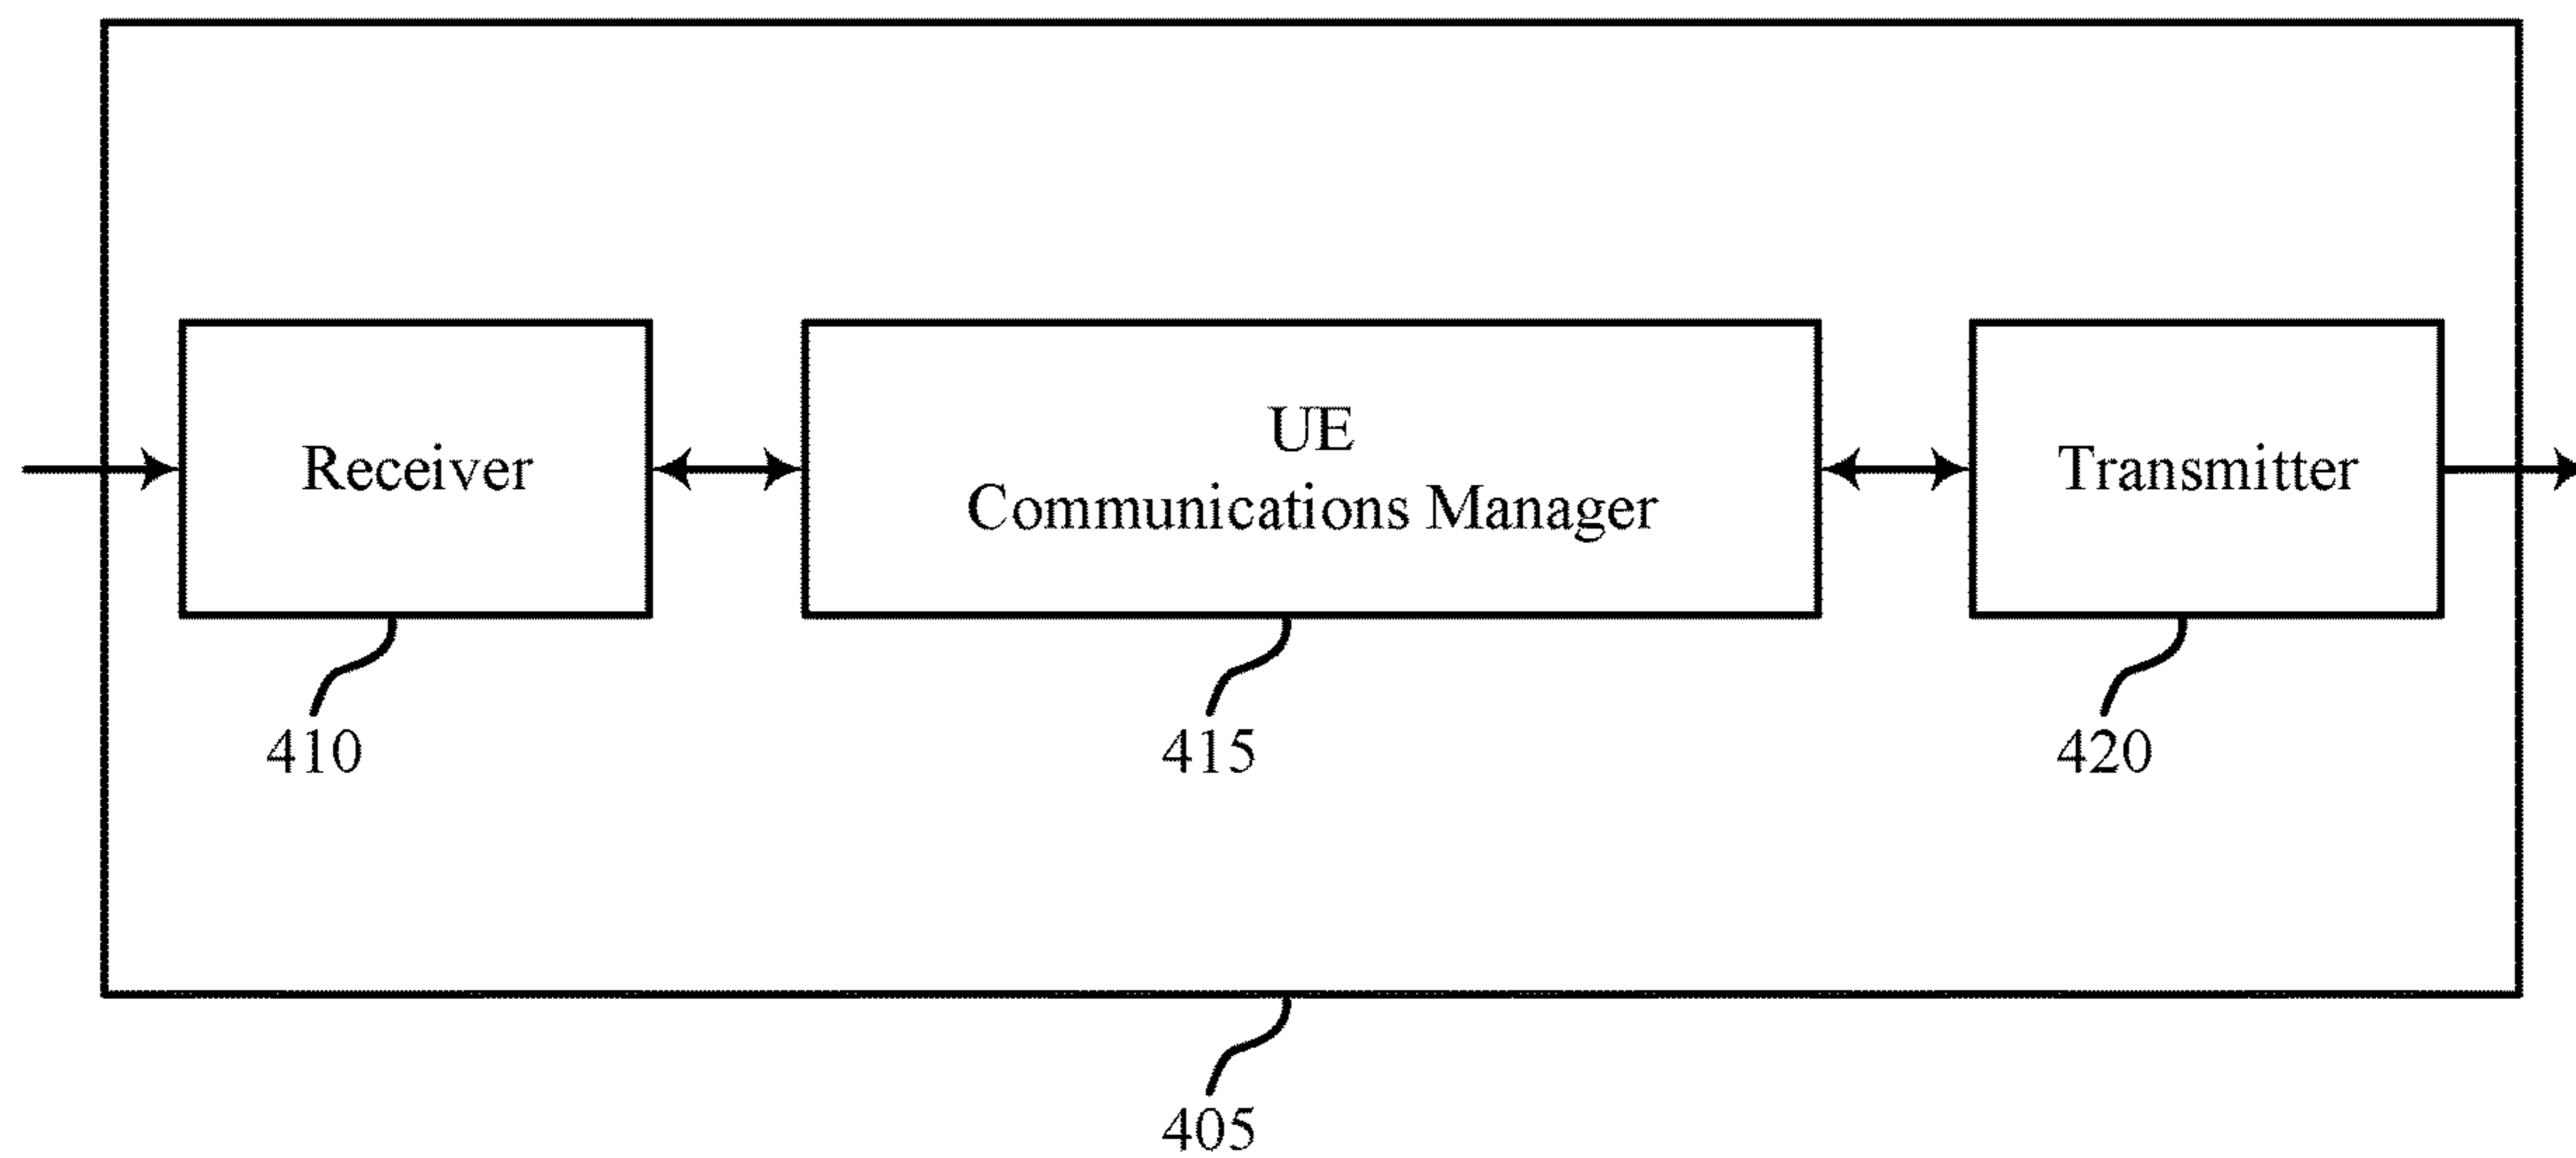 Receiver
UE
Communications Manager
Transmitter
410
415
420
405